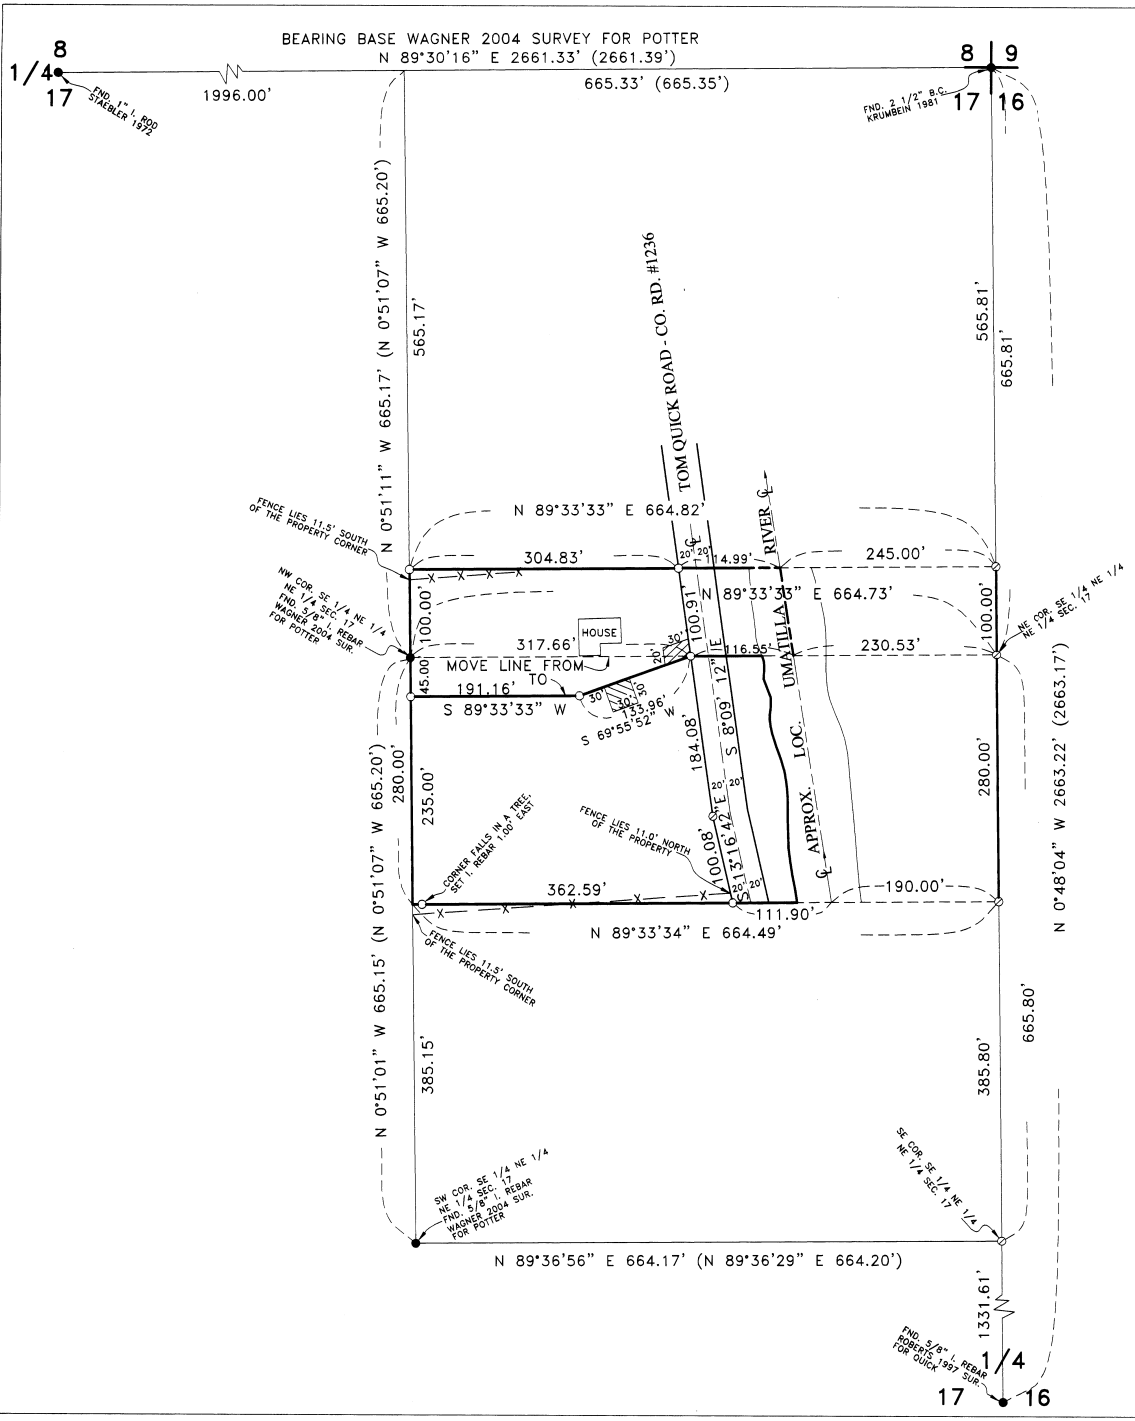 BEARING BASE WAGNER 2004 SURVEY FOR POTTER
N 89°30'16" E 2661.33' (2661.39')
8
1/4
17
FND. 1" I. ROD
STAEBLER 1972
1996.00'
665.33' (665.35')
8 9
17 16
FND. 2 1/2" B.C.
KRUMBEIN 1981
N 0°51'11" W 665.17' (N 0°51'07" W 665.20')
565.17'
565.81'
665.81'
TOM QUICK ROAD - CO. RD. #1236
FENCE LIES 11.5' SOUTH
OF THE PROPERTY CORNER
N 89°33'33" E 664.82'
304.83'
20' 20'
114.99'
245.00'
RIVER
N 89°33'33" E 664.73'
NW COR. SE 1/4 NE 1/4
NE 1/4 SEC. 17
FND. 5/8" I. REBAR
WAGNER 2004 SUR.
FOR POTTER
100.00'
100.91'
100.00'
NE COR. SE 1/4 NE 1/4
NE 1/4 SEC. 17
HOUSE
317.66'
30'
20'
116.55'
230.53'
UMATILLA
MOVE LINE FROM
TO
45.00
191.16'
S 89°33'33" W
30'
30'
30'
133.96'
S 69°55'52" W
S 8°09' 12" E
184.08'
LOC.
APPROX.
N 0°51'01" W 665.15' (N 0°51'07" W 665.20')
280.00'
235.00'
280.00'
N 0°48'04" W 2663.22' (2663.17')
CORNER FALLS IN A TREE,
SET I. REBAR 1.00' EAST
FENCE LIES 11.0' NORTH
OF THE PROPERTY
20' 20'
100.08'
S 13°16'42" E
20' 20'
362.59'
111.90'
190.00'
N 89°33'34" E 664.49'
FENCE LIES 11.5' SOUTH
OF THE PROPERTY CORNER
385.15'
385.80'
665.80'
SW COR. SE 1/4 NE 1/4
NE 1/4 SEC. 17
FND. 5/8" I. REBAR
WAGNER 2004 SUR.
FOR POTTER
SE COR. SE 1/4 NE 1/4
NE 1/4 SEC. 17
N 89°36'56" E 664.17' (N 89°36'29" E 664.20')
1331.61'
FND. 5/8" I. REBAR
ROBERTS 1997 SUR.
FOR QUICK
1/4
17 16